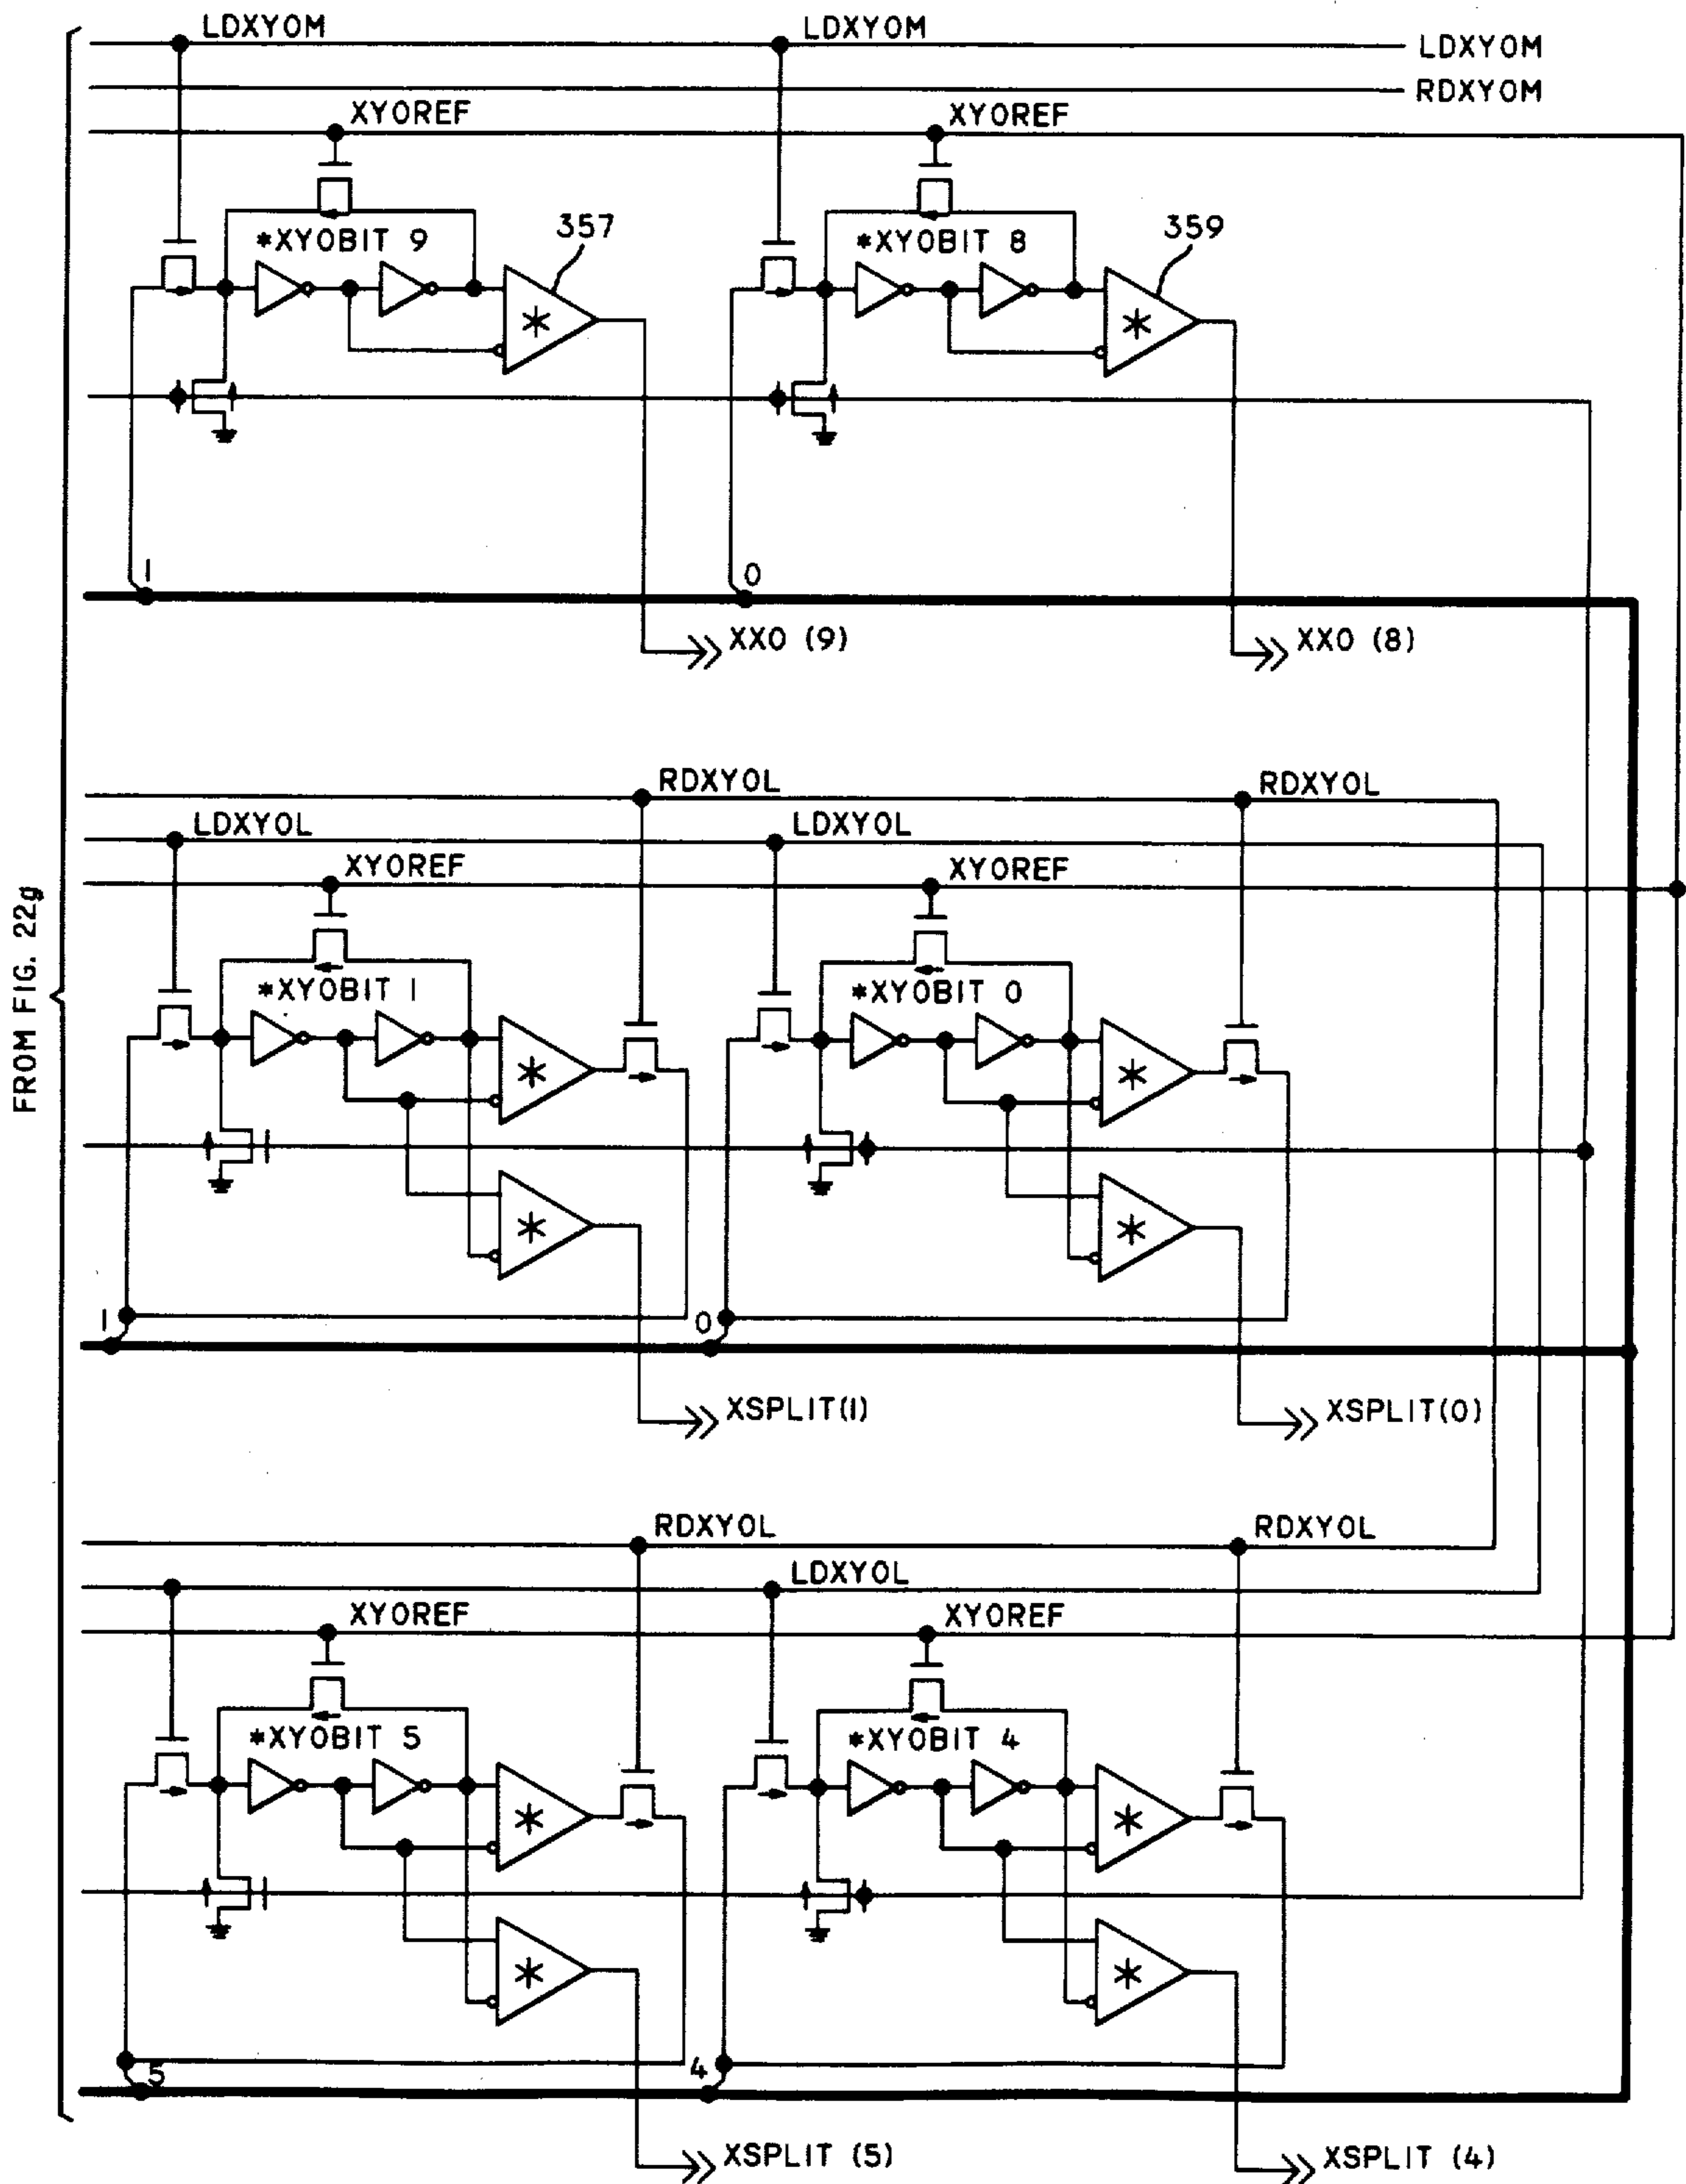 LDXYOM
LDXYOM
LDXYOM
RDXYOM
XYOREF
XYOREF
*XYOBIT 9
357
*XYOBIT 8
359
*
*
1
0
XXO (9)
XXO (8)
RDXYOL
RDXYOL
LDXYOL
LDXYOL
XYOREF
XYOREF
FROM FIG. 22g
*XYOBIT 1
*XYOBIT 0
*
*
*
*
1
0
XSPLIT(1)
XSPLIT(0)
RDXYOL
RDXYOL
LDXYOL
XYOREF
XYOREF
*XYOBIT 5
*XYOBIT 4
*
*
*
*
5
4
XSPLIT (5)
XSPLIT (4)